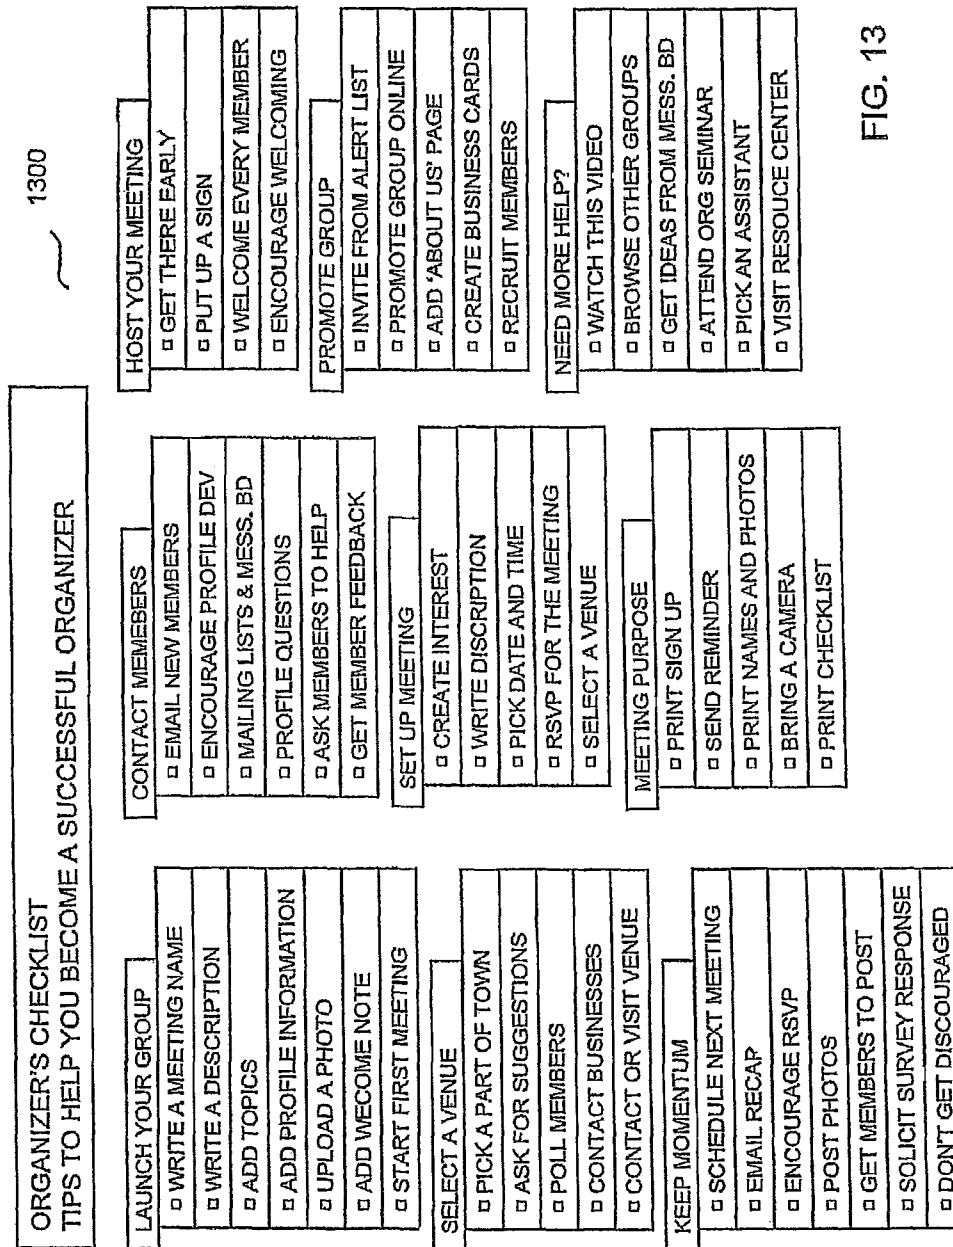 1300
ORGANIZER'S CHECKLIST
TIPS TO HELP YOU BECOME A SUCCESSFUL ORGANIZER
LAUNCH YOUR GROUP
WRITE A MEETING NAME
WRITE A DESCRIPTION
ADD TOPICS
ADD PROFILE INFORMATION
UPLOAD A PHOTO
ADD WECOME NOTE
START FIRST MEETING
SELECT A VENUE
PICK A PART OF TOWN
ASK FOR SUGGESTIONS
POLL MEMBERS
CONTACT BUSINESSES
CONTACT OR VISIT VENUE
KEEP MOMENTUM
SCHEDULE NEXT MEETING
EMAIL RECAP
ENCOURAGE RSVP
POST PHOTOS
GET MEMBERS TO POST
SOLICIT SURVEY RESPONSE
DON'T GET DISCOURAGED
CONTACT MEMEBERS
EMAIL NEW MEMBERS
ENCOURAGE PROFILE DEV
MAILING LISTS & MESS. BD
PROFILE QUESTIONS
ASK MEMBERS TO HELP
GET MEMBER FEEDBACK
SET UP MEETING
CREATE INTEREST
WRITE DISCRIPTION
PICK DATE AND TIME
RSVP FOR THE MEETING
SELECT A VENUE
MEETING PURPOSE
PRINT SIGN UP
SEND REMINDER
PRINT NAMES AND PHOTOS
BRING A CAMERA
PRINT CHECKLIST
HOST YOUR MEETING
GET THERE EARLY
PUT UP A SIGN
WELCOME EVERY MEMBER
ENCOURAGE WELCOMING
PROMOTE GROUP
INVITE FROM ALERT LIST
PROMOTE GROUP ONLINE
ADD 'ABOUT US' PAGE
CREATE BUSINESS CARDS
RECRUIT MEMBERS
NEED MORE HELP?
WATCH THIS VIDEO
BROWSE OTHER GROUPS
GET IDEAS FROM MESS. BD
ATTEND ORG SEMINAR
PICK AN ASSISTANT
VISIT RESOUCE CENTER
FIG. 13